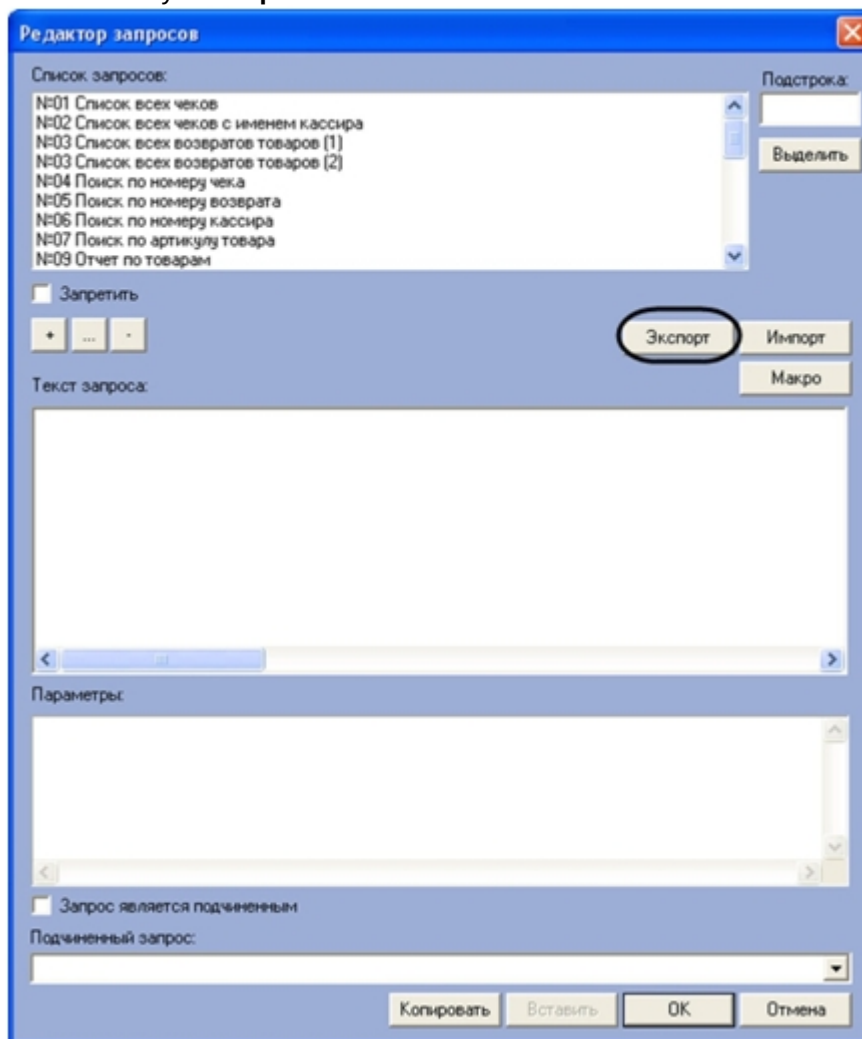 Редактор запросов
Список запросов:
Подстрока:
№01 Список всех чеков
№02 Список всех чеков с именем кассира
№03 Список всех возвратов товаров (1)
№03 Список всех возвратов товаров (2)
№04 Поиск по номеру чека
№05 Поиск по номеру возврата
№06 Поиск по номеру кассира
№07 Поиск по артикулу товара
№09 Отчет по товарам
Выделить
Запретить
+ ... -
Экспорт
Импорт
Макро
Текст запроса:
Параметры:
Запрос является подчиненным
Подчиненный запрос:
Копировать
Вставить
OK
Отмена